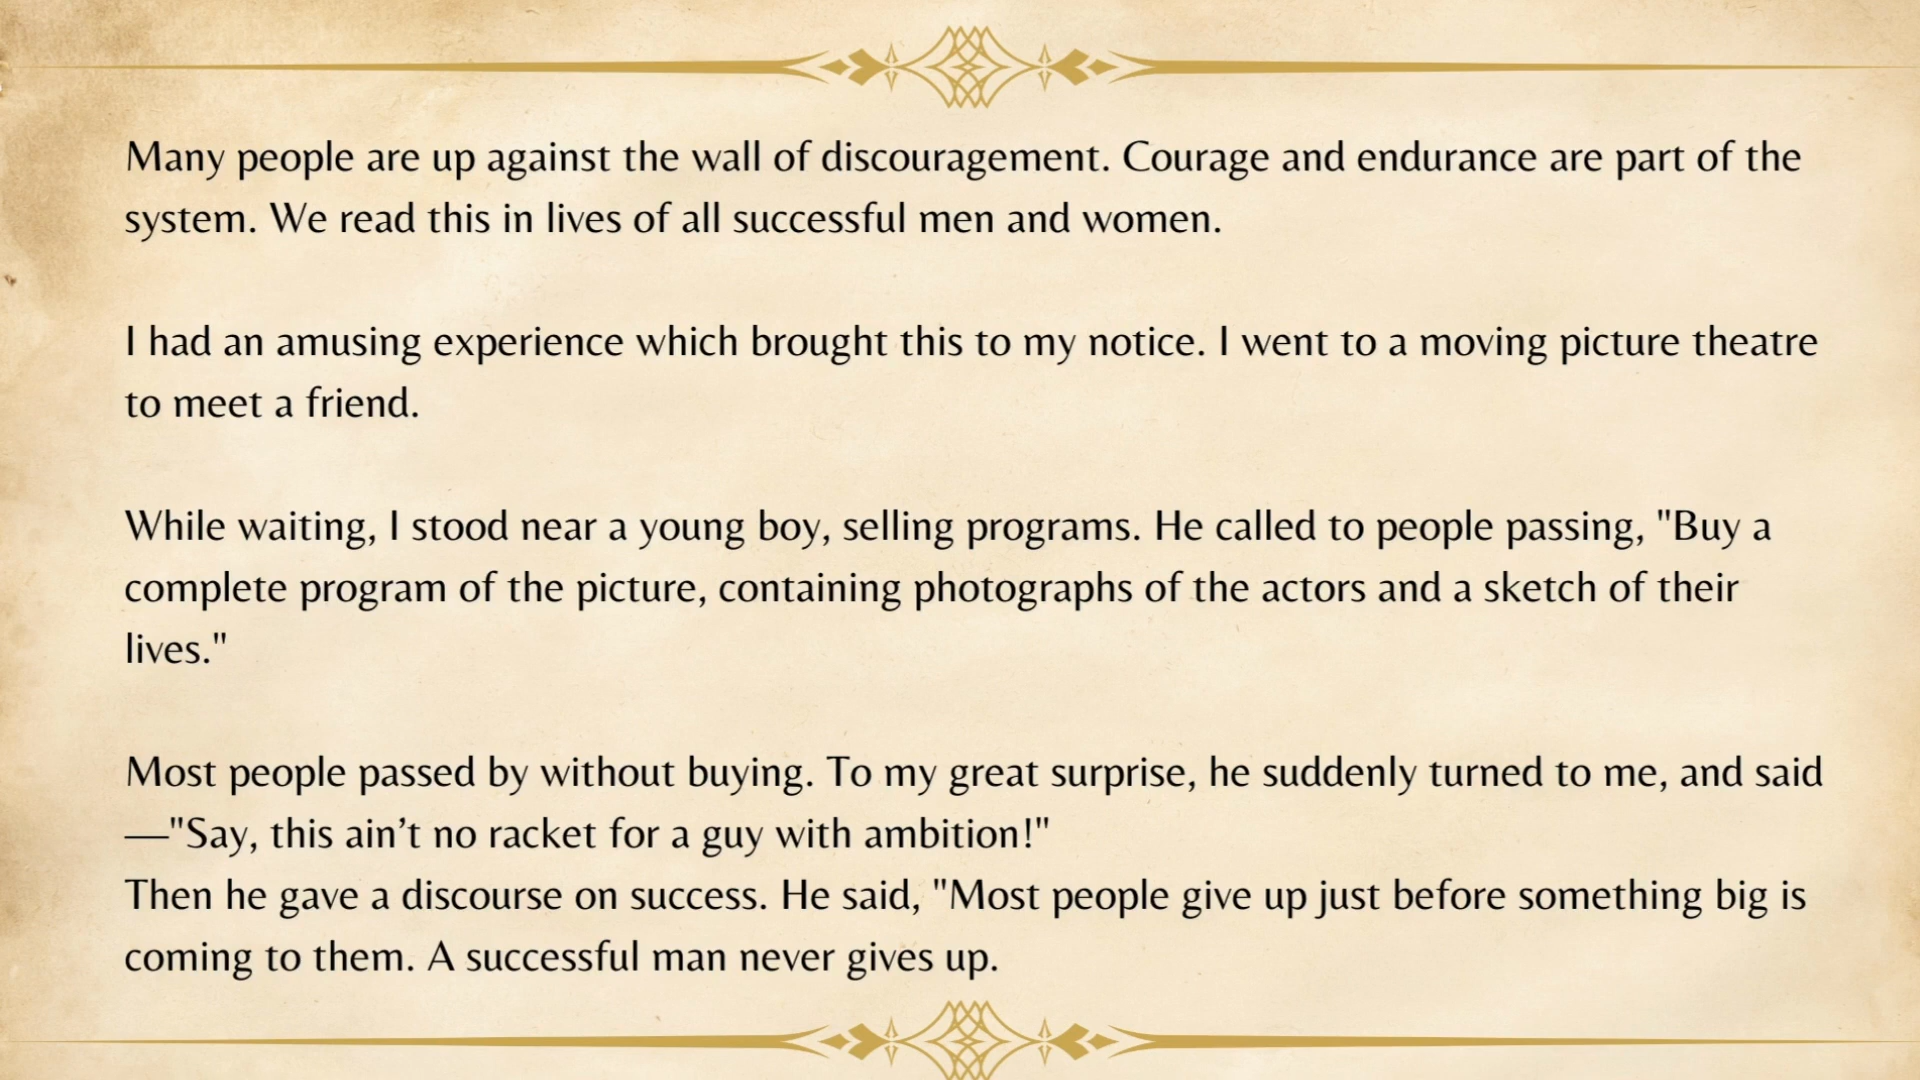 Many people are up against the wall of discouragement. Courage and endurance are part of the
system. We read this in lives of all successful men and women.
I had an amusing experience which brought this to my notice. I went to a moving picture theatre
to meet a friend.
While waiting, I stood near a young boy, selling programs. He called to people passing, "Buy a
complete program of the picture, containing photographs of the actors and a sketch of their
lives."
Most people passed by without buying. To my great surprise, he suddenly turned to me, and said
—"Say, this ain’t no racket for a guy with ambition!"
Then he gave a discourse on success. He said, "Most people give up just before something big is
coming to them. A successful man never gives up.